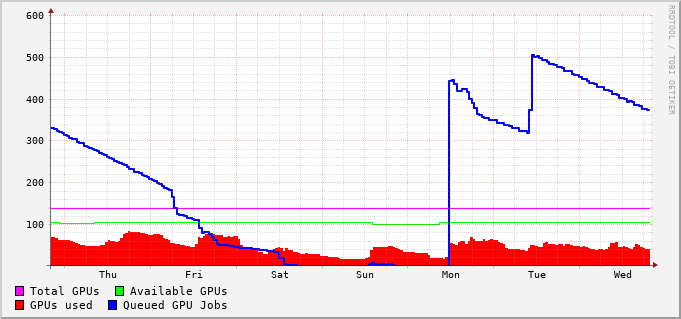 600
500
400
300
200
100
Thu Fri Sat Sun Mon Tue Wed
Total GPUs Available GPUs
GPUs used Queued GPU Jobs
RRDTOOL / TOBI OETIKER